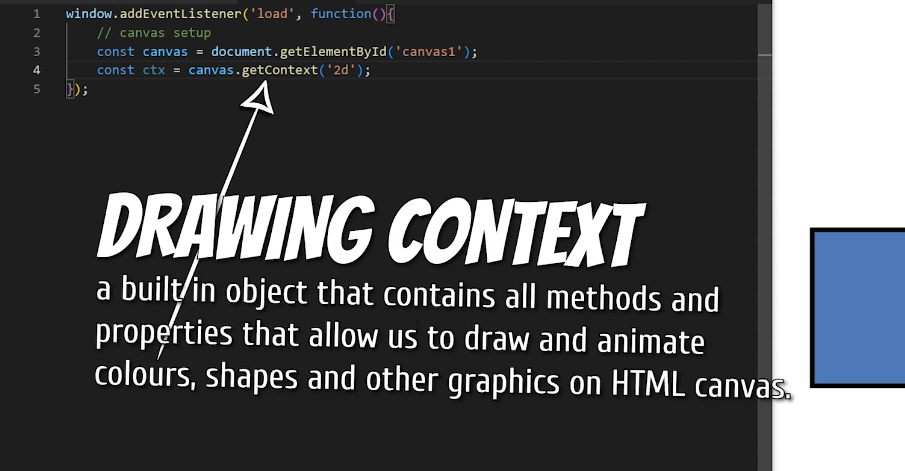 1 window.addEventListener('load', function(){
2 // canvas setup
3 const canvas = document.getElementById('canvas1');
4 const ctx = canvas.getContext('2d');
5 });
DRAWING CONTEXT
a built in object that contains all methods and
properties that allow us to draw and animate
colours, shapes and other graphics on HTML canvas.